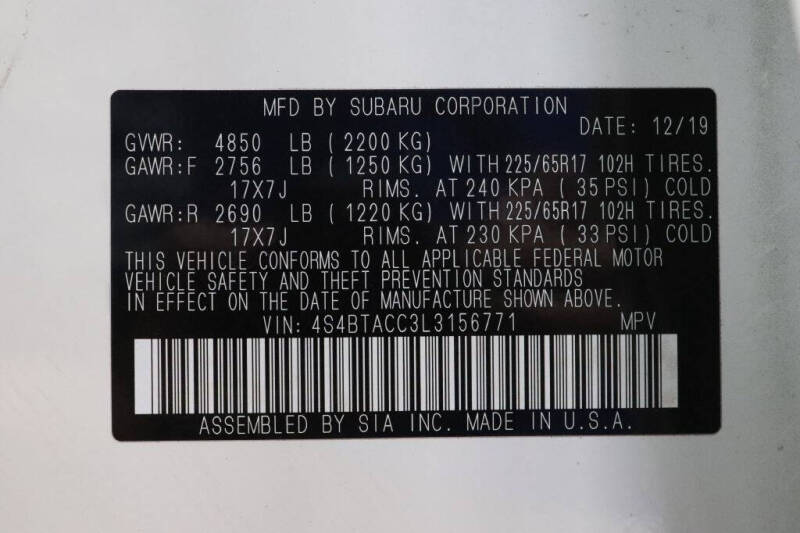 MFD BY SUBARU CORPORATION
DATE: 12/19
GVWR: 4850 LB (2200 KG)
GAWR:F 2756 LB (1250 KG) WITH 225/65R17 102H TIRES.
17X7J RIMS. AT 240 KPA (35 PSI) COLD
GAWR:R 2690 LB (1220 KG) WITH 225/65R17 102H TIRES.
17X7J RIMS. AT 230 KPA (33 PSI) COLD
THIS VEHICLE CONFORMS TO ALL APPLICABLE FEDERAL MOTOR
VEHICLE SAFETY AND THEFT PREVENTION STANDARDS
IN EFFECT ON THE DATE OF MANUFACTURE SHOWN ABOVE.
VIN: 4S4BTACC3L3156771 MPV
ASSEMBLED BY SIA INC. MADE IN U.S.A.